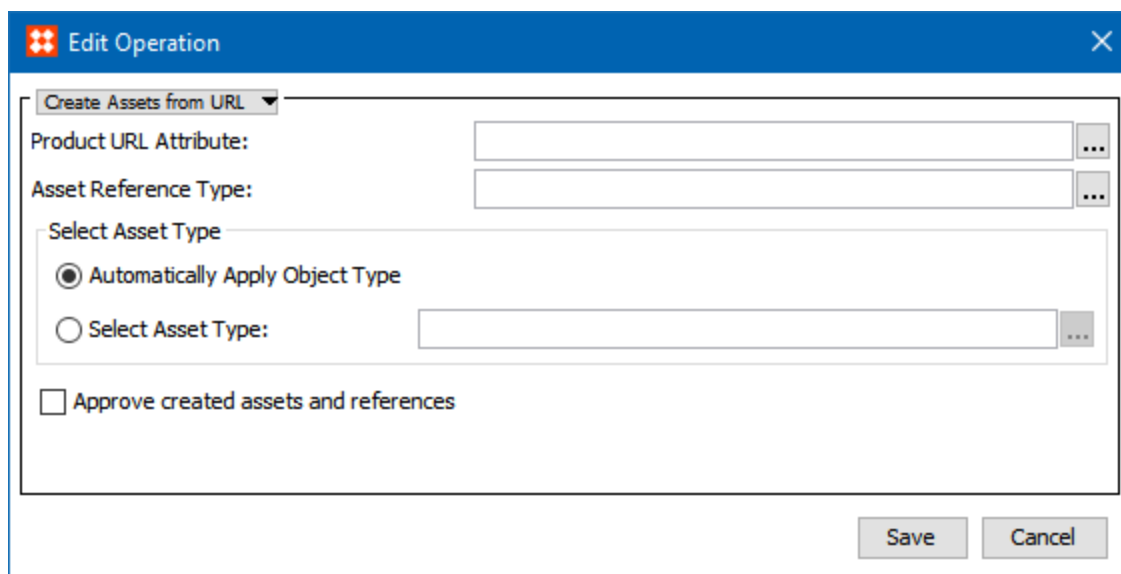 Edit Operation
Create Assets from URL
Product URL Attribute:
...
Asset Reference Type:
...
Select Asset Type
Automatically Apply Object Type
Select Asset Type:
...
Approve created assets and references
Save Cancel